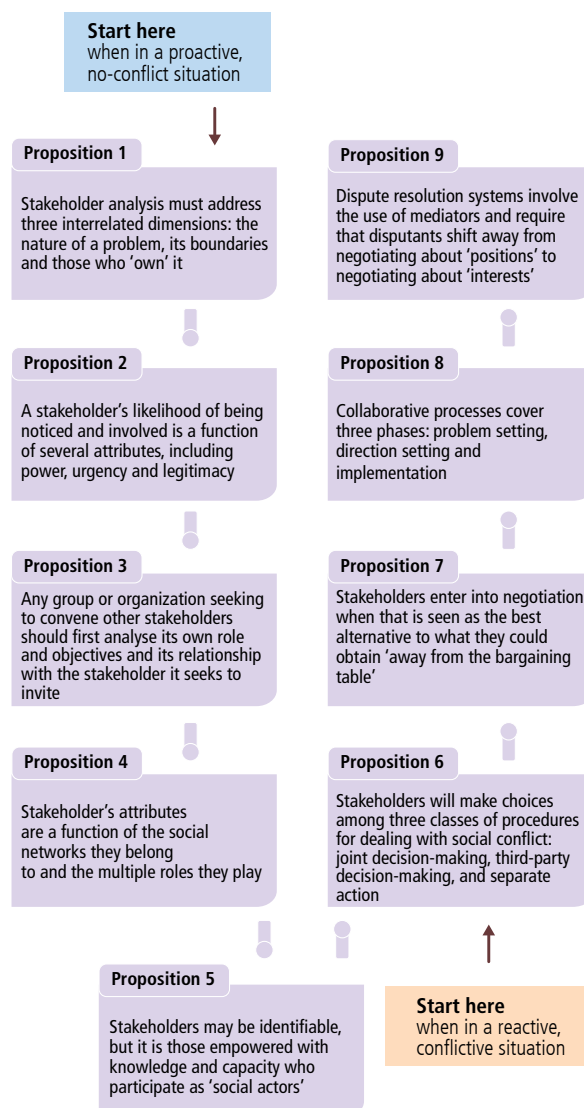 Start here
when in a proactive,
no-conflict situation
Proposition 1
Stakeholder analysis must address
three interrelated dimensions: the
nature of a problem, its boundaries
and those who ‘own’ it
Proposition 2
A stakeholder’s likelihood of being
noticed and involved is a function
of several attributes, including
power, urgency and legitimacy
Proposition 3
Any group or organization seeking
to convene other stakeholders
should first analyse its own role
and objectives and its relationship
with the stakeholder it seeks to
invite
Proposition 4
Stakeholder’s attributes
are a function of the social
networks they belong
to and the multiple roles they play
Proposition 5
Stakeholders may be identifiable,
but it is those empowered with
knowledge and capacity who
participate as ‘social actors’
Proposition 6
Stakeholders will make choices
among three classes of procedures
for dealing with social conflict:
joint decision-making, third-party
decision-making, and separate
action
Proposition 7
Stakeholders enter into negotiation
when that is seen as the best
alternative to what they could
obtain ‘away from the bargaining
table’
Proposition 8
Collaborative processes cover
three phases: problem setting,
direction setting and
implementation
Proposition 9
Dispute resolution systems involve
the use of mediators and require
that disputants shift away from
negotiating about ‘positions’ to
negotiating about ‘interests’
Start here
when in a reactive,
conflictive situation